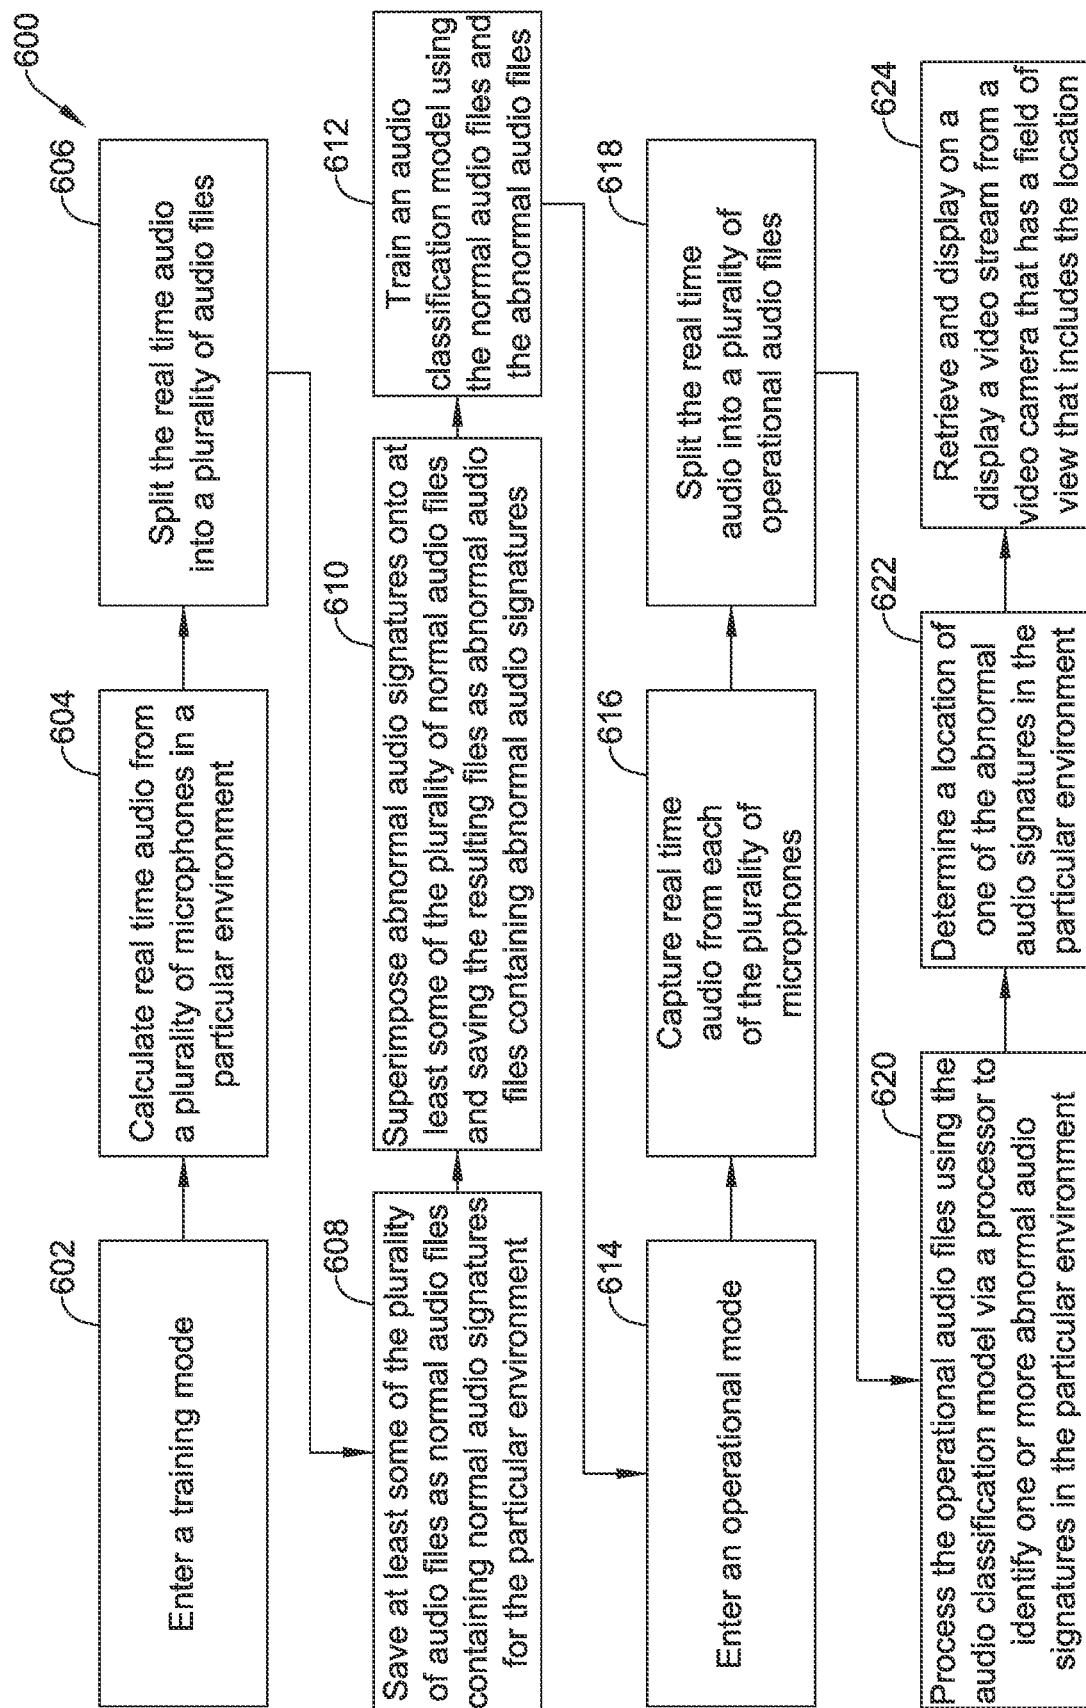 600
602
Enter a training mode
604
Calculate real time audio from
a plurality of microphones in a
particular environment
606
Split the real time audio
into a plurality of audio files
608
Save at least some of the plurality
of audio files as normal audio files
containing normal audio signatures
for the particular environment
610
Superimpose abnormal audio signatures onto at
least some of the plurality of normal audio files
and saving the resulting files as abnormal audio
files containing abnormal audio signatures
612
Train an audio
classification model using
the normal audio files and
the abnormal audio files
614
Enter an operational mode
616
Capture real time
audio from each
of the plurality of
microphones
618
Split the real time
audio into a plurality of
operational audio files
620
Process the operational audio files using the
audio classification model via a processor to
identify one or more abnormal audio
signatures in the particular environment
622
Determine a location of
one of the abnormal
audio signatures in the
particular environment
624
Retrieve and display on a
display a video stream from a
video camera that has a field of
view that includes the location